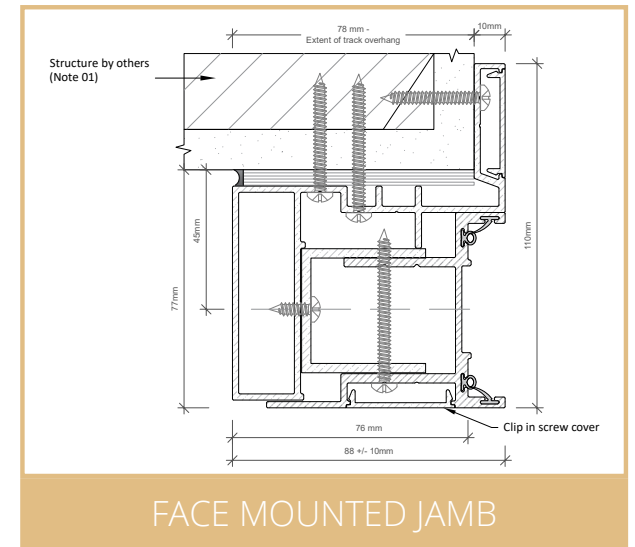 78 mm -
Extent of track overhang
10mm
Structure by others
(Note 01)
45mm
77mm
110mm
Clip in screw cover
76 mm
88 +/- 10mm
FACE MOUNTED JAMB